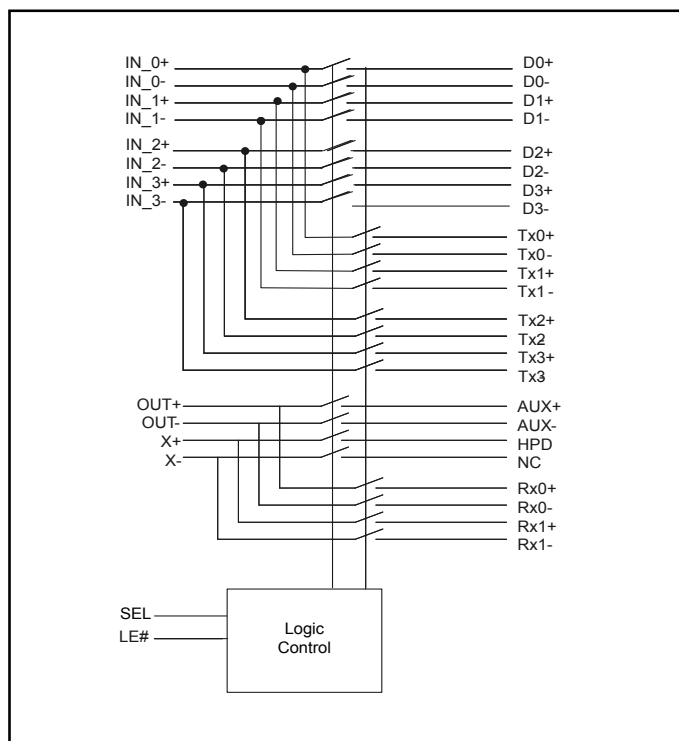 IN_0+
IN_0-
IN_1+
IN_1-
IN_2+
IN_2-
IN_3+
IN_3-
D0+
D0-
D1+
D1-
D2+
D2-
D3+
D3-
Tx0+
Tx0-
Tx1+
Tx1-
Tx2+
Tx2
Tx3+
Tx3
OUT+
OUT-
X+
X-
AUX+
AUX-
HPD
NC
Rx0+
Rx0-
Rx1+
Rx1-
SEL
LE#
Logic
Control